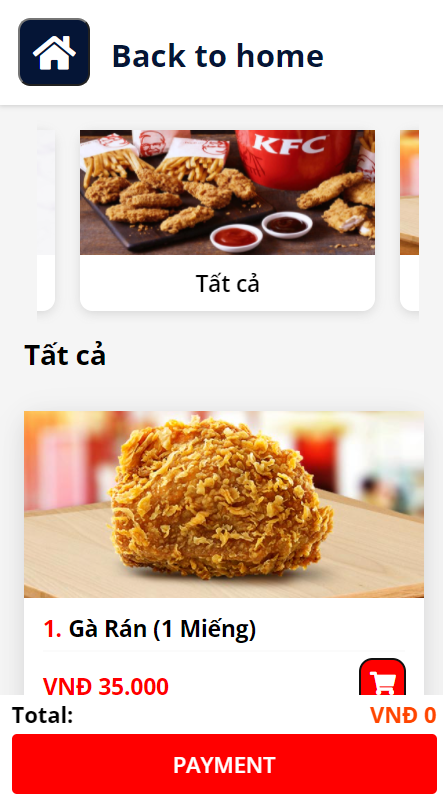 Back to home
KFC
Tất cả
Tất cả
1. Gà Rán (1 Miếng)
VNĐ 35.000
Total: VNĐ 0
PAYMENT